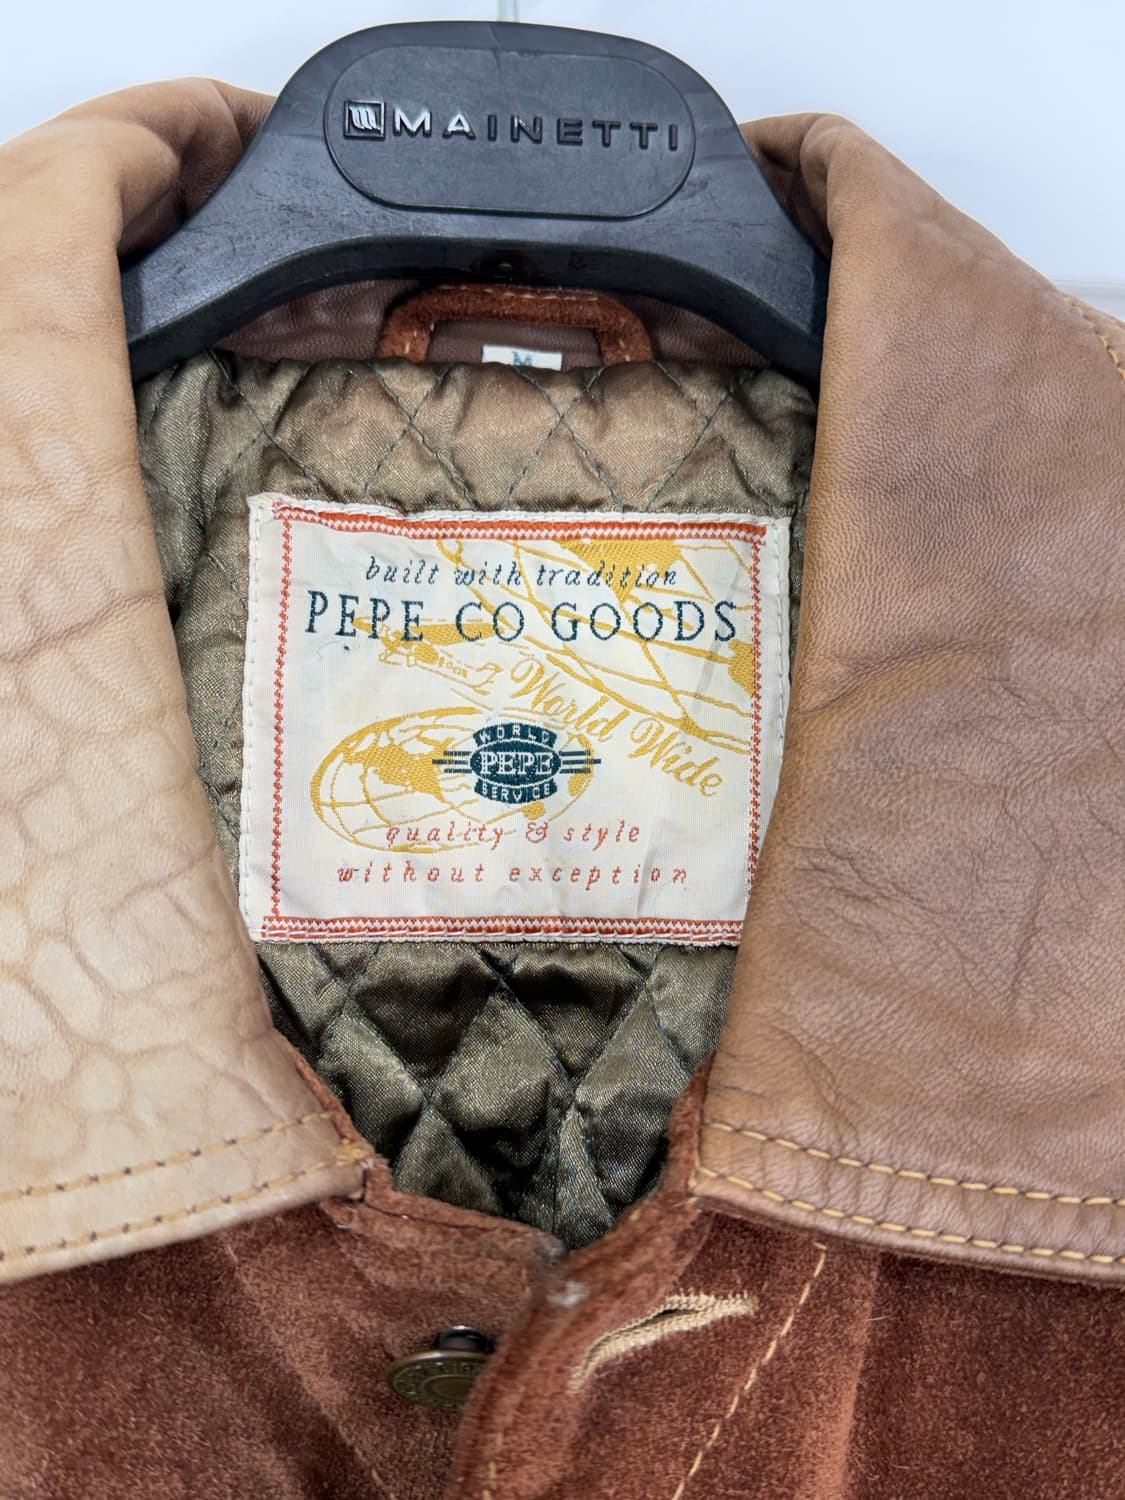 MAINETTI
M
built with tradition
PEPE CO GOODS
World Wide
WORLD
PEPE
SERVICE
quality & style
without exception